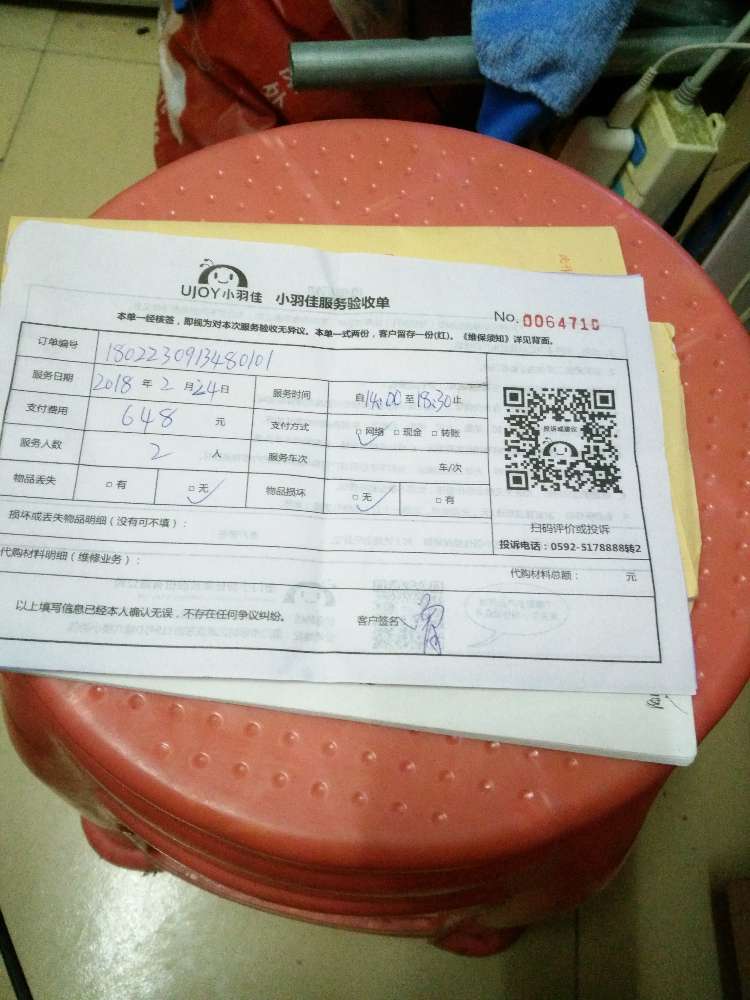 UJOY小羽佳 小羽佳服务验收单
No. 0064710
本单一经核签，即视为对本次服务验收无异议。本单一式两份，客户留存一份(红)。《维保须知》详见背面。
订单编号 1802230913480101
服务日期 2018 年 2 月 24 日 服务时间 自 14:00 至 18:30 止
支付费用 648 元 支付方式 □ 网络 □ 现金 □ 转账
服务人数 2 人 服务车次 车/次
物品丢失 □ 有 □ 无 物品损坏 □ 无 □ 有
投诉或建议
扫码评价或投诉
投诉电话：0592-5178888转2
损坏或丢失物品明细（没有可不填）：
代购材料明细（维修业务）： 代购材料总额： 元
以上填写信息已经本人确认无误，不存在任何争议纠纷。 客户签名